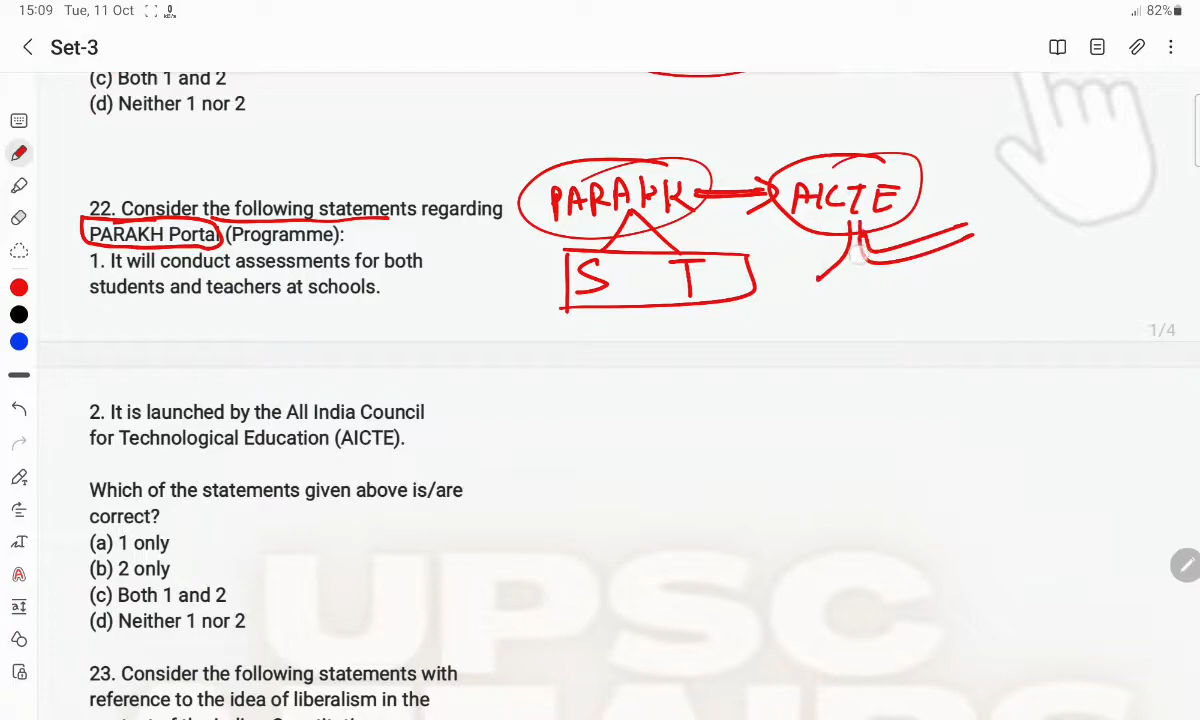 15:09 Tue, 11 Oct 82%
Set-3
(c) Both 1 and 2
(d) Neither 1 nor 2
PARAKH AICTE
22. Consider the following statements regarding
PARAKH Portal (Programme):
1. It will conduct assessments for both
students and teachers at schools.
S T
1/4
2. It is launched by the All India Council
for Technological Education (AICTE).
Which of the statements given above is/are
correct?
(a) 1 only
(b) 2 only
(c) Both 1 and 2
(d) Neither 1 nor 2
UPSC
23. Consider the following statements with
reference to the idea of liberalism in the